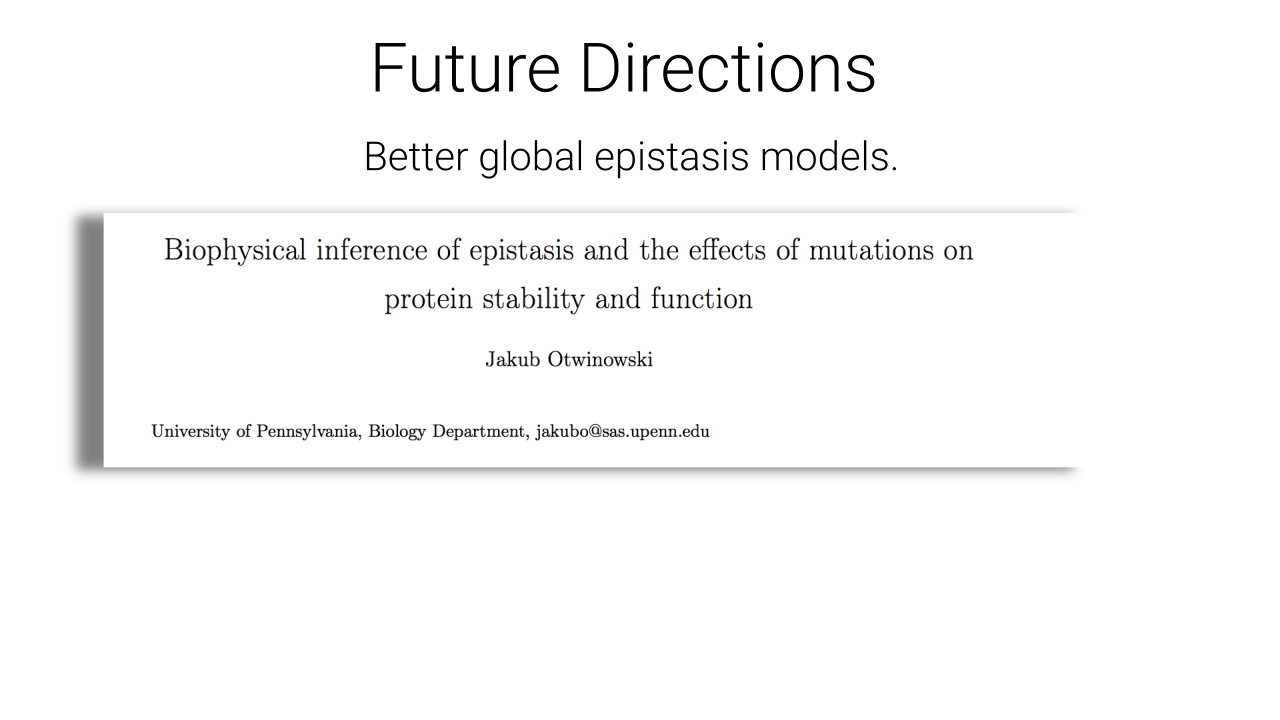 Future Directions
Better global epistasis models.
Biophysical inference of epistasis and the effects of mutations on
protein stability and function
Jakub Otwinowski
University of Pennsylvania, Biology Department, jakubo@sas.upenn.edu